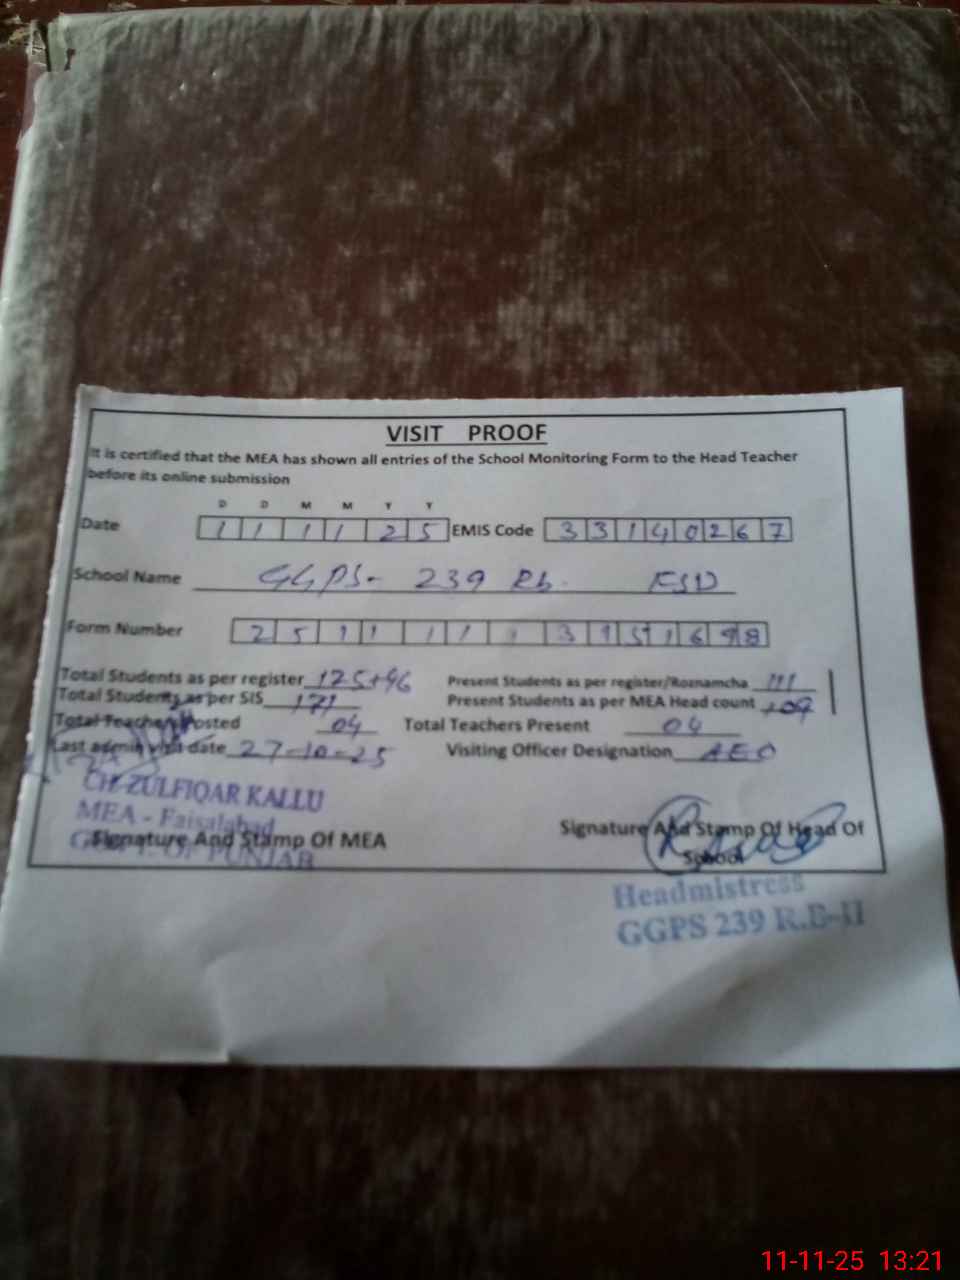 VISIT PROOF
It is certified that the MEA has shown all entries of the School Monitoring Form to the Head Teacher
before its online submission
D D M M Y Y
Date 1 1 1 1 2 5 EMIS Code 3 3 1 4 0 2 6 7
School Name GGPS- 239 Rb. FSD
Form Number 2 5 1 1 1 1 1 3 9 5 1 6 9 8
Total Students as per register 125+46 Present Students as per register/Roznamcha 111
Total Students as per SIS 171 Present Students as per MEA Head count 109
Total Teachers Posted 04 Total Teachers Present 04
Last admin visit date 27-10-25 Visiting Officer Designation AEO
CH ZULFIQAR KALLU
MEA - Faisalabad
GOVT. OF PUNJAB
Signature And Stamp Of MEA
Signature And Stamp Of Head Of
School
Headmistress
GGPS 239 R.B-II
11-11-25 13:21